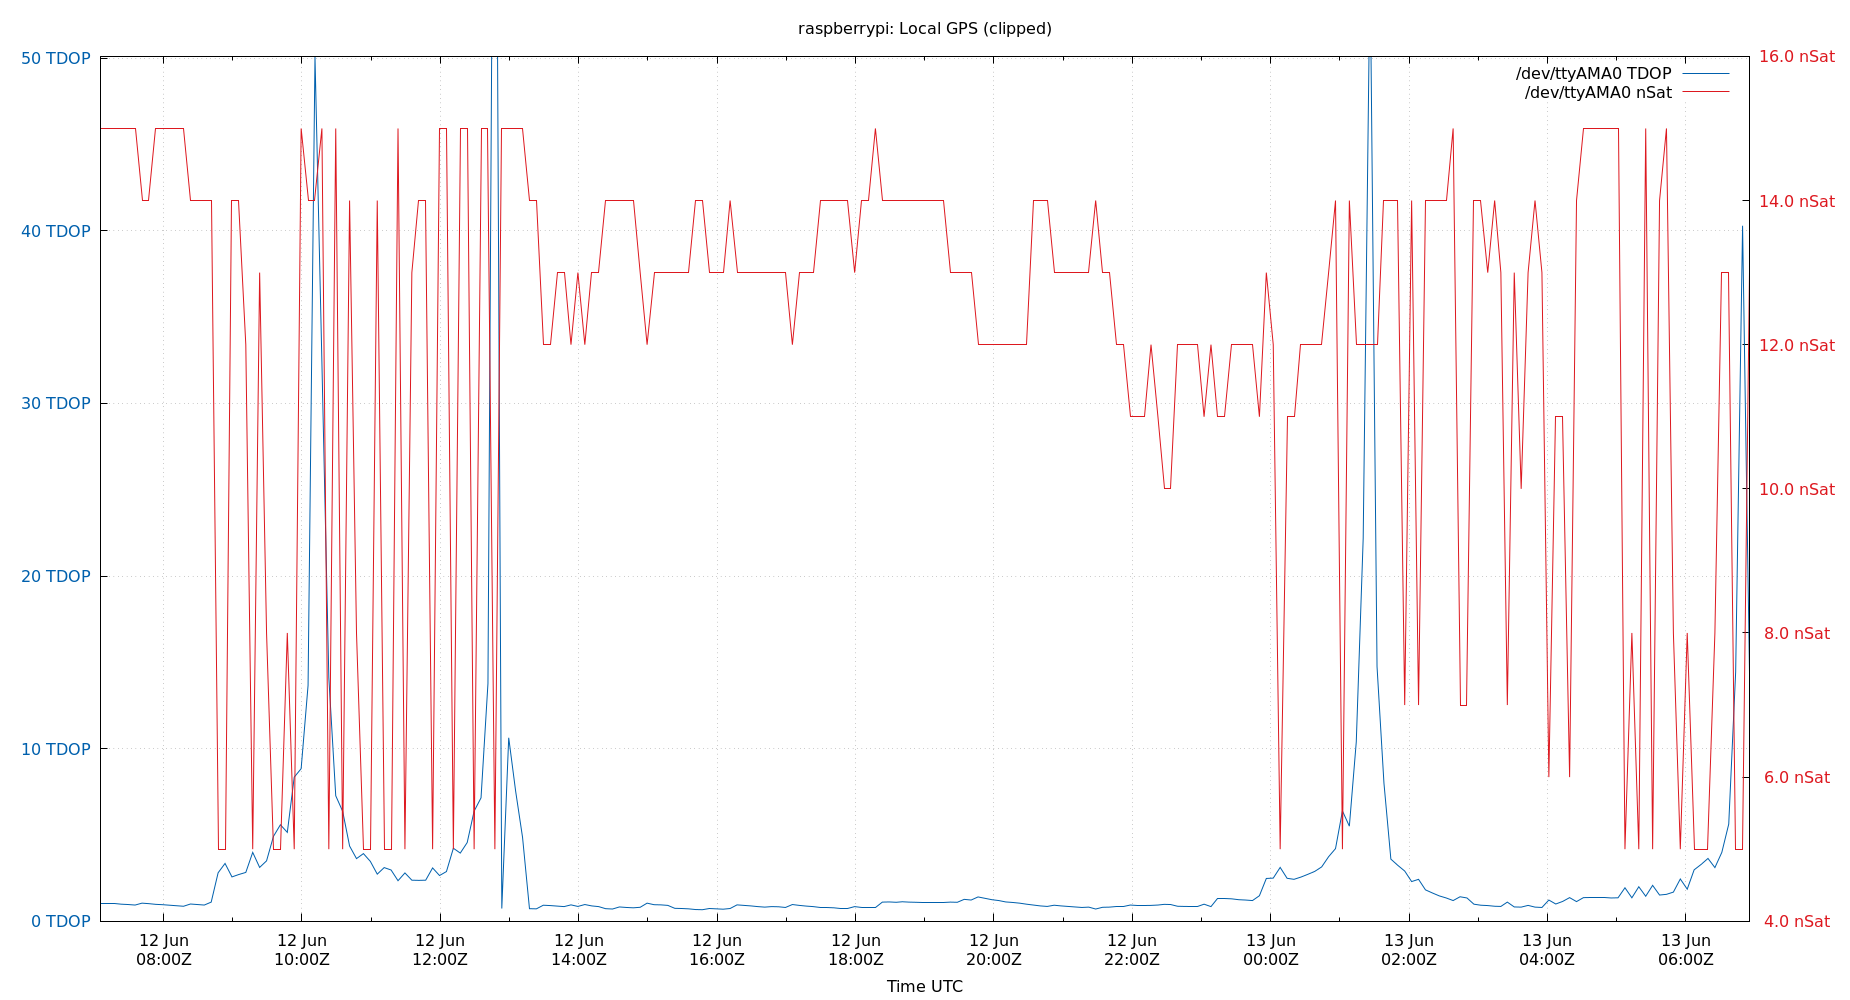 raspberrypi: Local GPS (clipped)
50 TDOP
40 TDOP
30 TDOP
20 TDOP
10 TDOP
0 TDOP
16.0 nSat
14.0 nSat
12.0 nSat
10.0 nSat
8.0 nSat
6.0 nSat
4.0 nSat
/dev/ttyAMA0 TDOP
/dev/ttyAMA0 nSat
12 Jun 12 Jun 12 Jun 12 Jun 12 Jun 12 Jun 12 Jun 12 Jun 13 Jun 13 Jun 13 Jun 13 Jun
08:00Z 10:00Z 12:00Z 14:00Z 16:00Z 18:00Z 20:00Z 22:00Z 00:00Z 02:00Z 04:00Z 06:00Z
Time UTC